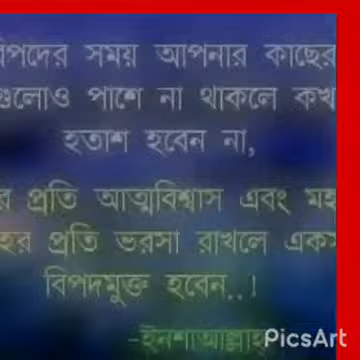 বিপদের সময় আপনার কাছের
গুলোও পাশে না থাকলে কখ
হতাশ হবেন না,
র প্রতি আত্মবিশ্বাস এবং মহ
হর প্রতি ভরসা রাখলে একস
বিপদমুক্ত হবেন..!
-ইনশাআল্লাহ
PicsArt